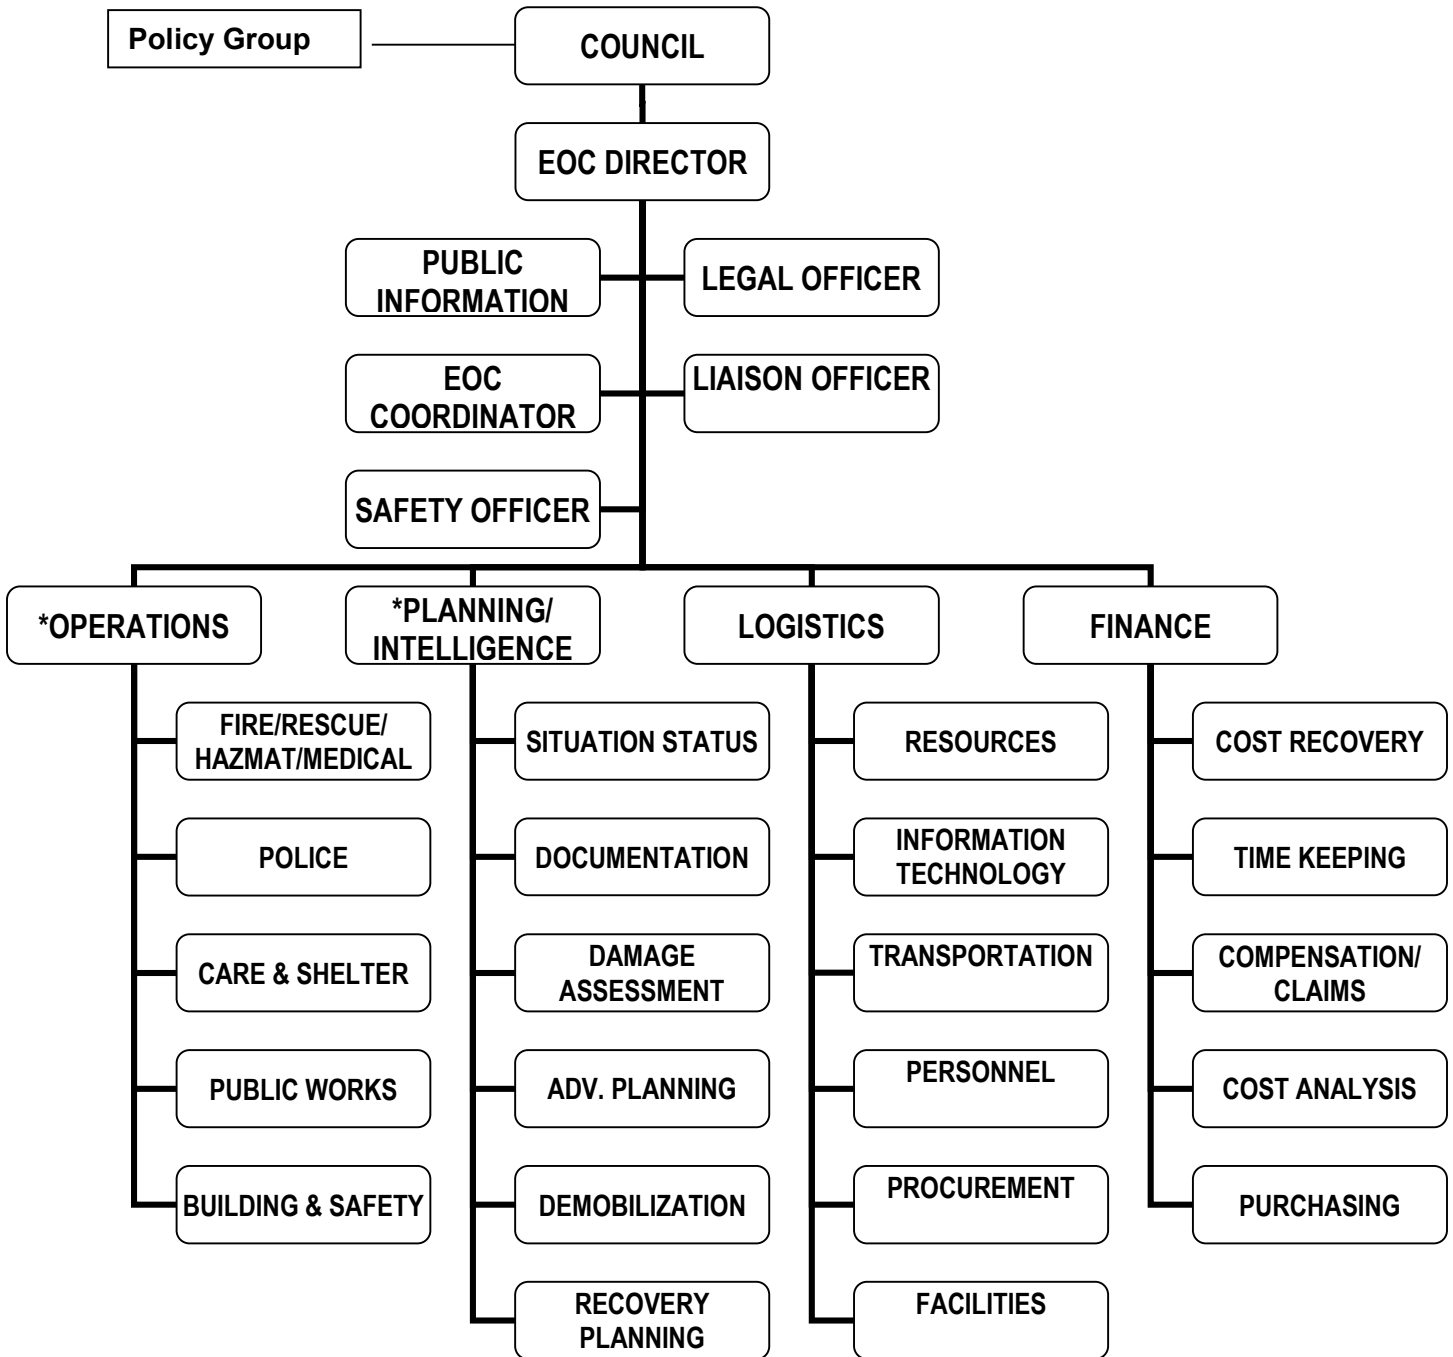 Policy Group
COUNCIL
EOC DIRECTOR
PUBLIC
INFORMATION
LEGAL OFFICER
EOC
COORDINATOR
LIAISON OFFICER
SAFETY OFFICER
*OPERATIONS
*PLANNING/
INTELLIGENCE
LOGISTICS
FINANCE
FIRE/RESCUE/
HAZMAT/MEDICAL
SITUATION STATUS
RESOURCES
COST RECOVERY
POLICE
DOCUMENTATION
INFORMATION
TECHNOLOGY
TIME KEEPING
CARE & SHELTER
DAMAGE
ASSESSMENT
TRANSPORTATION
COMPENSATION/
CLAIMS
PUBLIC WORKS
ADV. PLANNING
PERSONNEL
COST ANALYSIS
BUILDING & SAFETY
DEMOBILIZATION
PROCUREMENT
PURCHASING
RECOVERY
PLANNING
FACILITIES